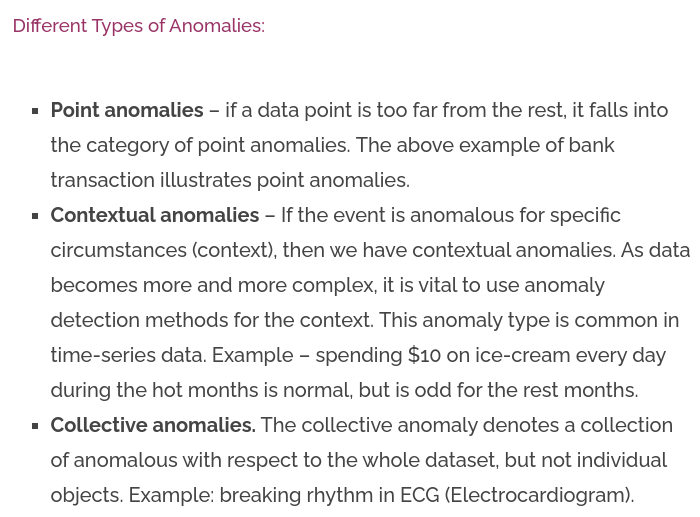 Different Types of Anomalies:
▪ Point anomalies – if a data point is too far from the rest, it falls into
the category of point anomalies. The above example of bank
transaction illustrates point anomalies.
▪ Contextual anomalies – If the event is anomalous for specific
circumstances (context), then we have contextual anomalies. As data
becomes more and more complex, it is vital to use anomaly
detection methods for the context. This anomaly type is common in
time-series data. Example – spending $10 on ice-cream every day
during the hot months is normal, but is odd for the rest months.
▪ Collective anomalies. The collective anomaly denotes a collection
of anomalous with respect to the whole dataset, but not individual
objects. Example: breaking rhythm in ECG (Electrocardiogram).